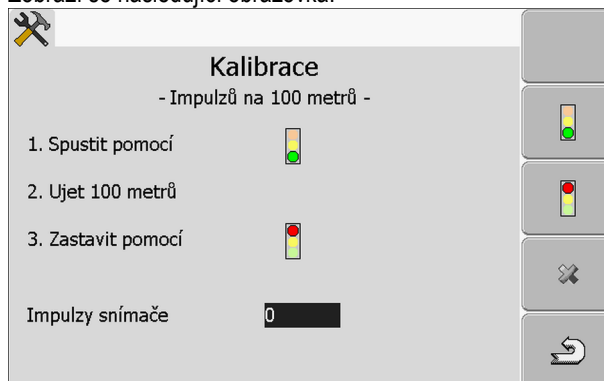 Zobrazí se následující obrazovka:
Kalibrace
- Impulzů na 100 metrů -
1. Spustit pomocí
2. Ujet 100 metrů
3. Zastavit pomocí
Impulzy snímače
0